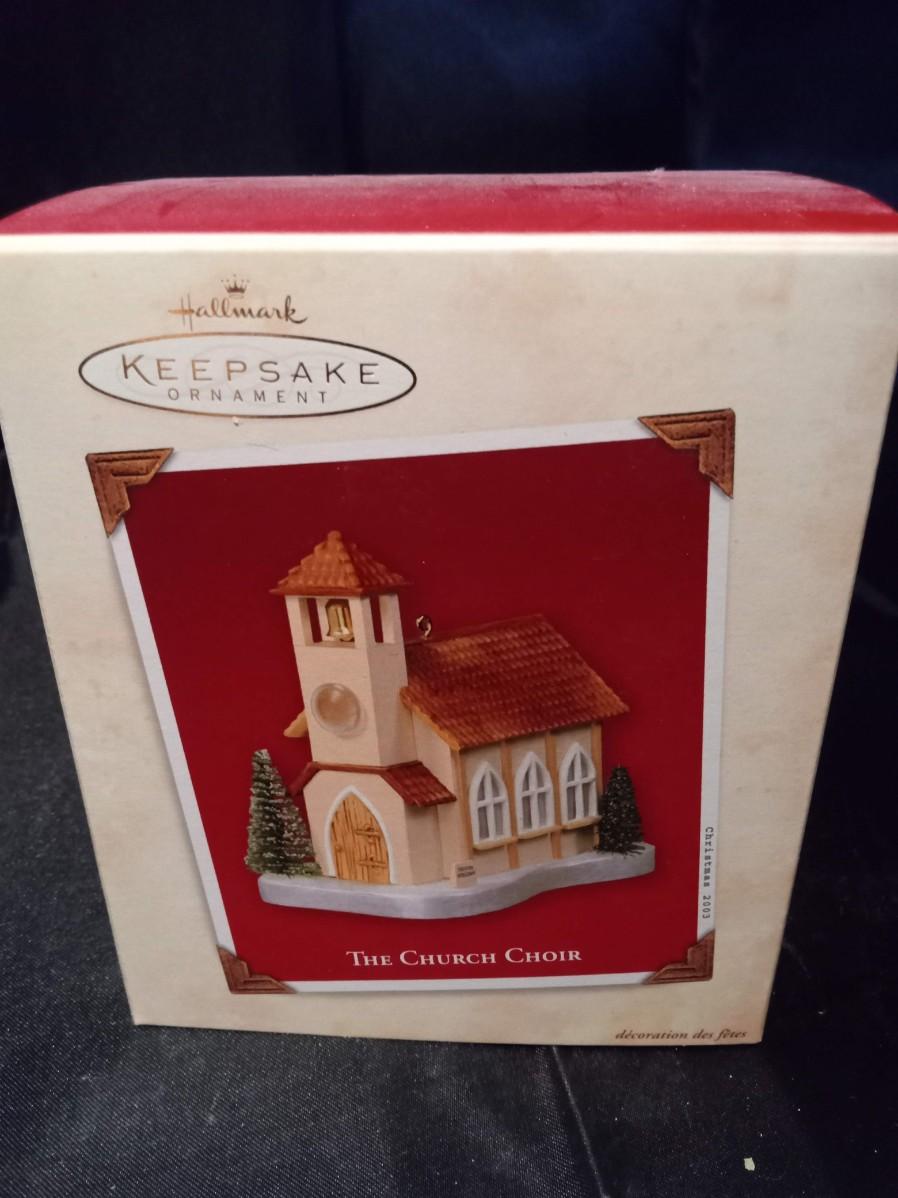 Hallmark
KEEPSAKE
ORNAMENT
Christmas 2003
THE CHURCH CHOIR
décoration des fêtes